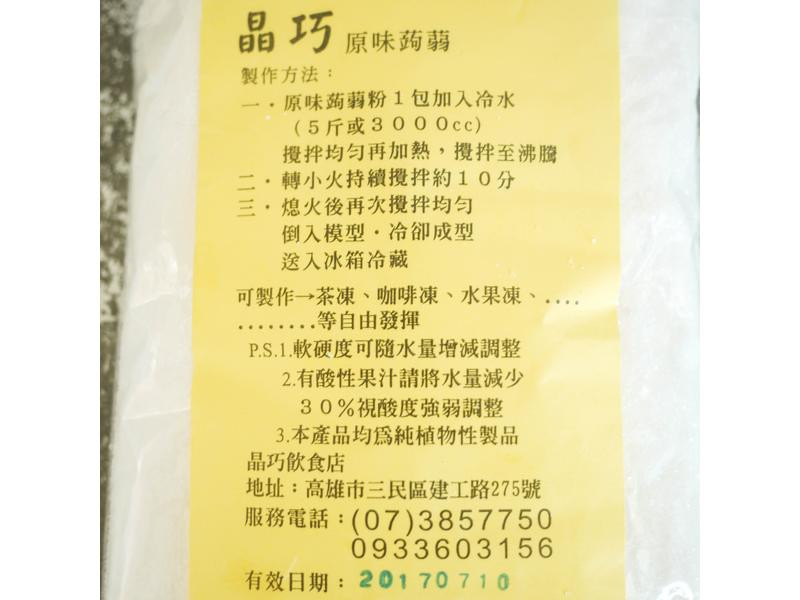 晶巧 原味蒟蒻
製作方法：
一．原味蒟蒻粉１包加入冷水
（５斤或３０００cc）
攪拌均勻再加熱，攪拌至沸騰
二．轉小火持續攪拌約１０分
三．熄火後再次攪拌均勻
倒入模型．冷卻成型
送入冰箱冷藏
可製作→茶凍、咖啡凍、水果凍、....
........等自由發揮
P.S.1.軟硬度可隨水量增減調整
2.有酸性果汁請將水量減少
３０％視酸度強弱調整
3.本產品均爲純植物性製品
晶巧飲食店
地址：高雄市三民區建工路275號
服務電話：(07)3857750
0933603156
有效日期：20170710